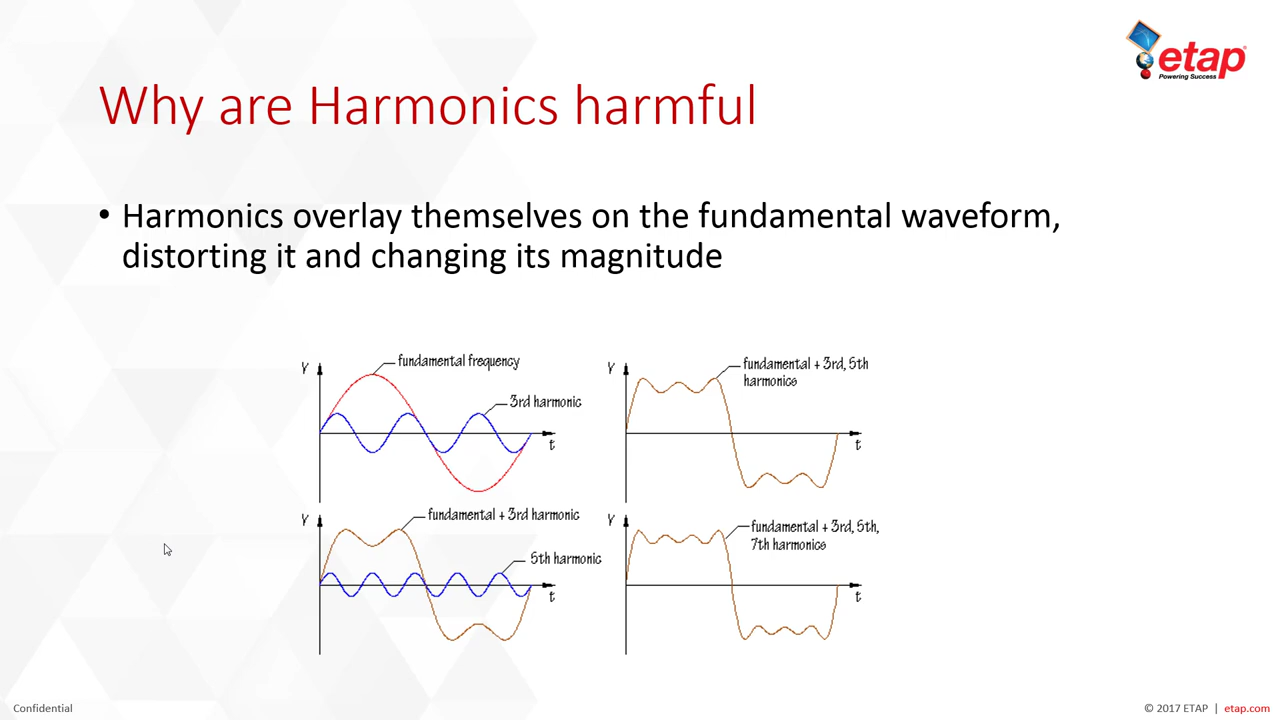 etap
Powering Success
Why are Harmonics harmful
• Harmonics overlay themselves on the fundamental waveform,
distorting it and changing its magnitude
V
fundamental frequency
3rd harmonic
t
V
fundamental + 3rd, 5th
harmonics
t
V
fundamental + 3rd harmonic
5th harmonic
t
V
fundamental + 3rd, 5th,
7th harmonics
t
Confidential
© 2017 ETAP | etap.com